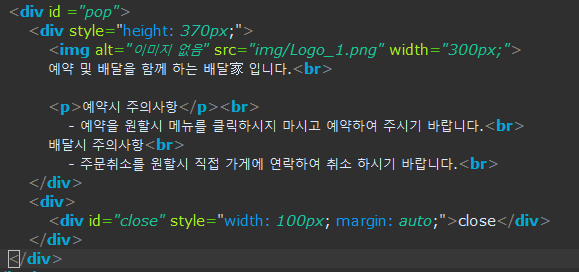 <div id ="pop">
<div style="height: 370px;">
<img alt="이미지 없음" src="img/Logo_1.png" width="300px;">
예약 및 배달을 함께 하는 배달家 입니다.<br>
<p>예약시 주의사항</p><br>
- 예약을 원할시 메뉴를 클릭하시지 마시고 예약하여 주시기 바랍니다.<br>
배달시 주의사항<br>
- 주문취소를 원할시 직접 가게에 연락하여 취소 하시기 바랍니다.<br>
</div>
<div>
<div id="close" style="width: 100px; margin: auto;">close</div>
</div>
</div>